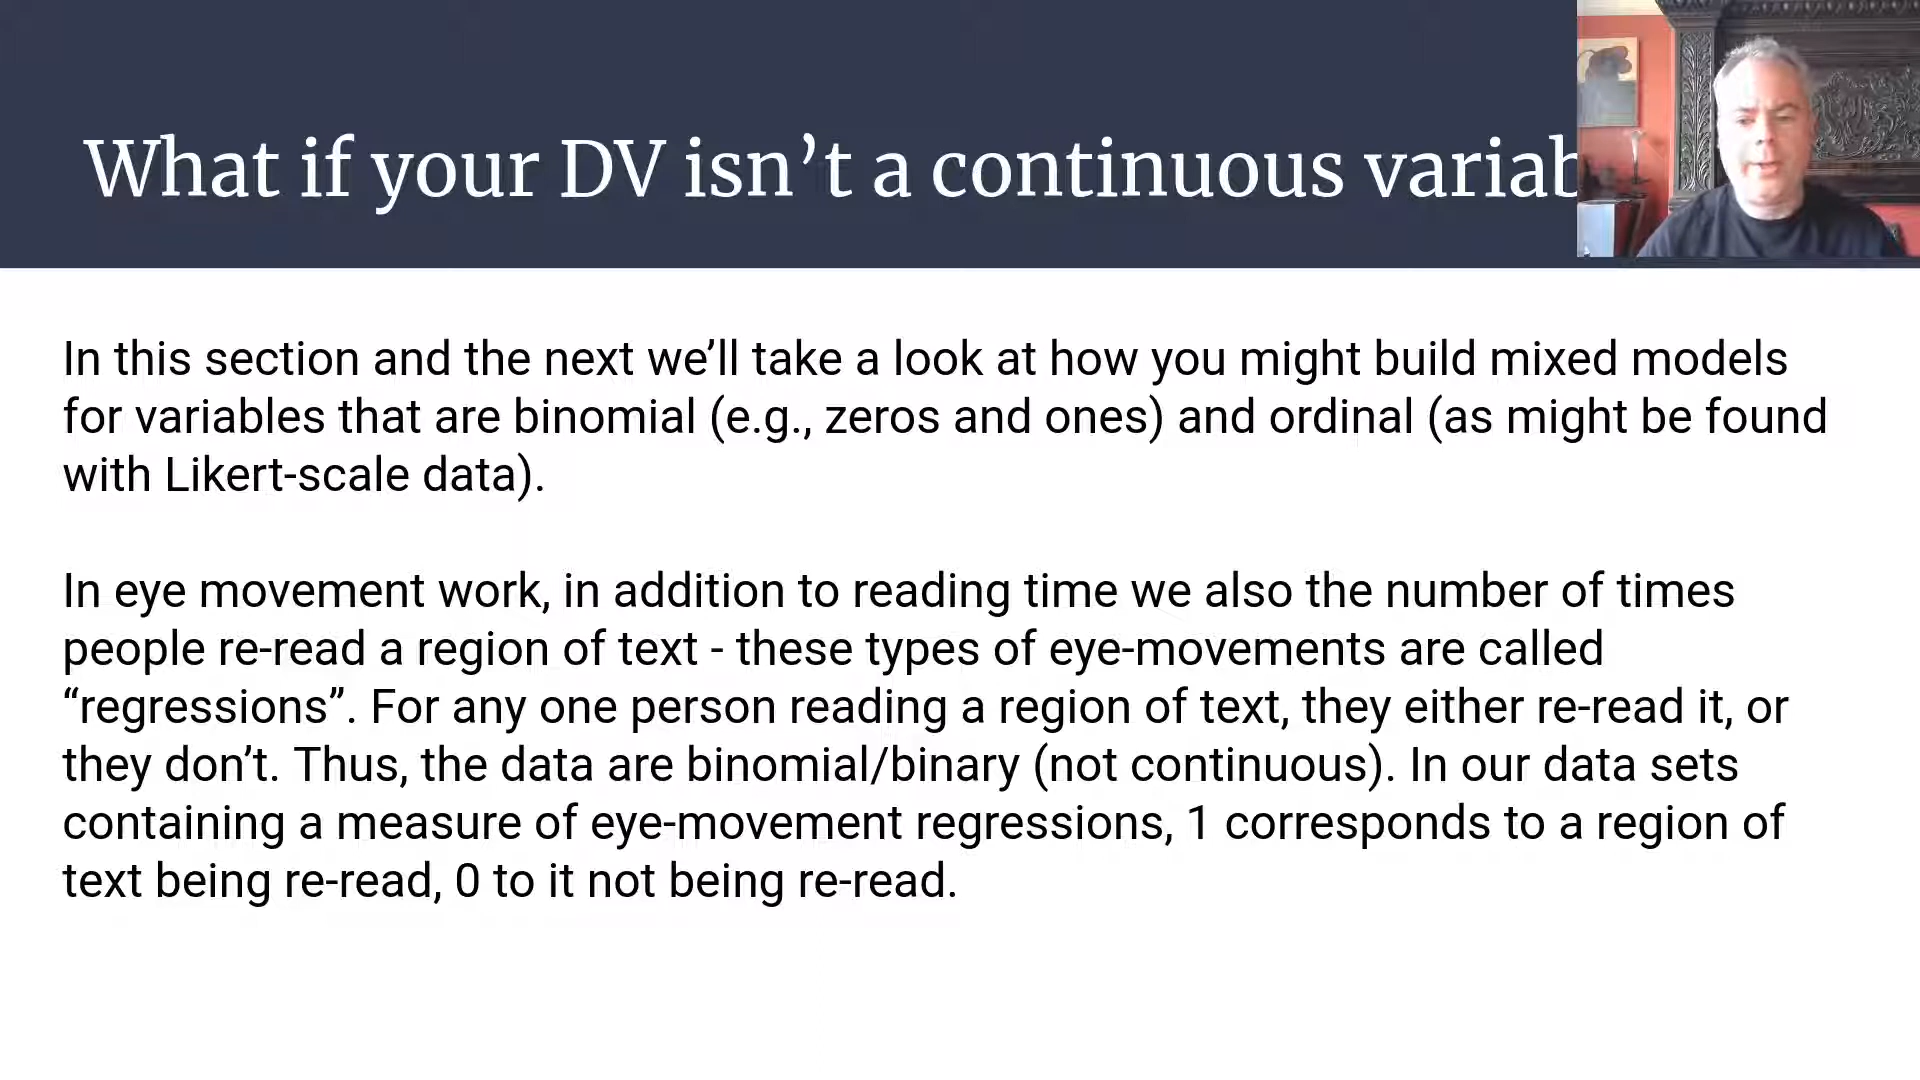 What if your DV isn’t a continuous variab
In this section and the next we’ll take a look at how you might build mixed models
for variables that are binomial (e.g., zeros and ones) and ordinal (as might be found
with Likert-scale data).
In eye movement work, in addition to reading time we also the number of times
people re-read a region of text - these types of eye-movements are called
“regressions”. For any one person reading a region of text, they either re-read it, or
they don’t. Thus, the data are binomial/binary (not continuous). In our data sets
containing a measure of eye-movement regressions, 1 corresponds to a region of
text being re-read, 0 to it not being re-read.